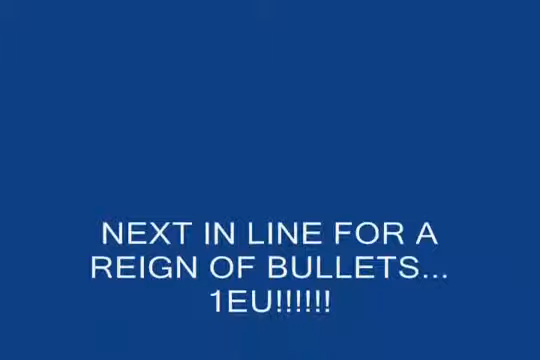 NEXT IN LINE FOR A
REIGN OF BULLETS...
1EU!!!!!!